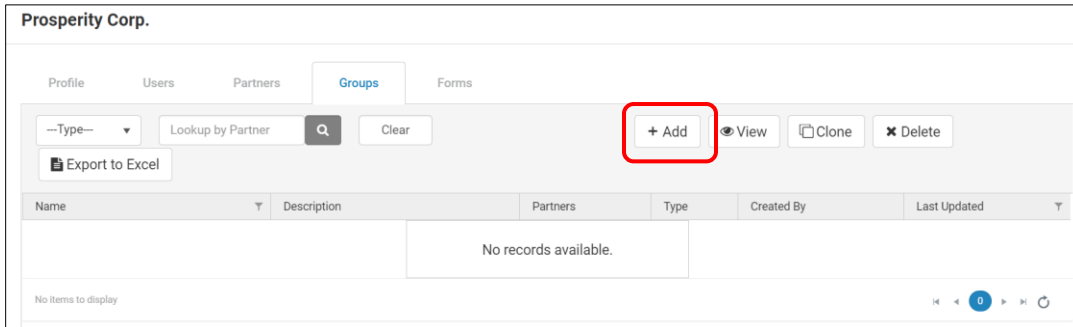 Prosperity Corp.
Profile Users Partners Groups Forms
---Type--- Lookup by Partner Clear + Add View Clone Delete
Export to Excel
Name Description Partners Type Created By Last Updated
No records available.
No items to display 0